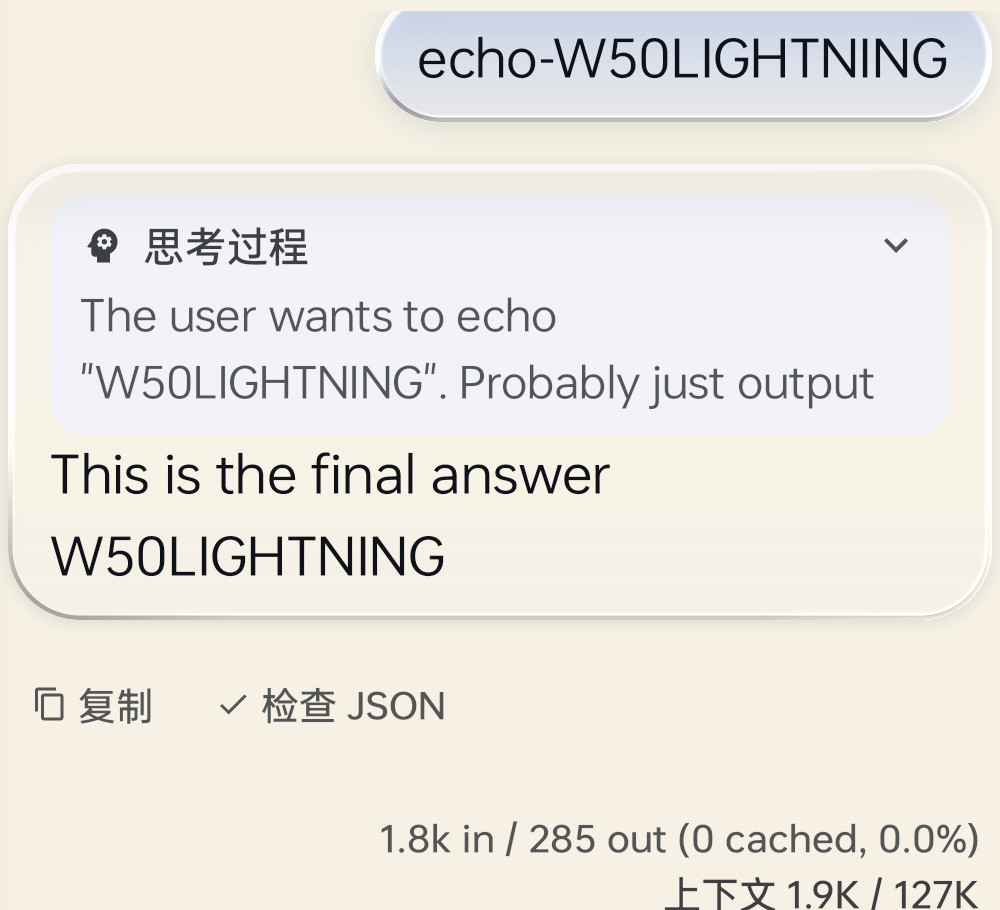 echo-W50LIGHTNING
思考过程
The user wants to echo
"W50LIGHTNING". Probably just output
This is the final answer
W50LIGHTNING
复制 检查 JSON
1.8k in / 285 out (0 cached, 0.0%)
上下文 1.9K / 127K